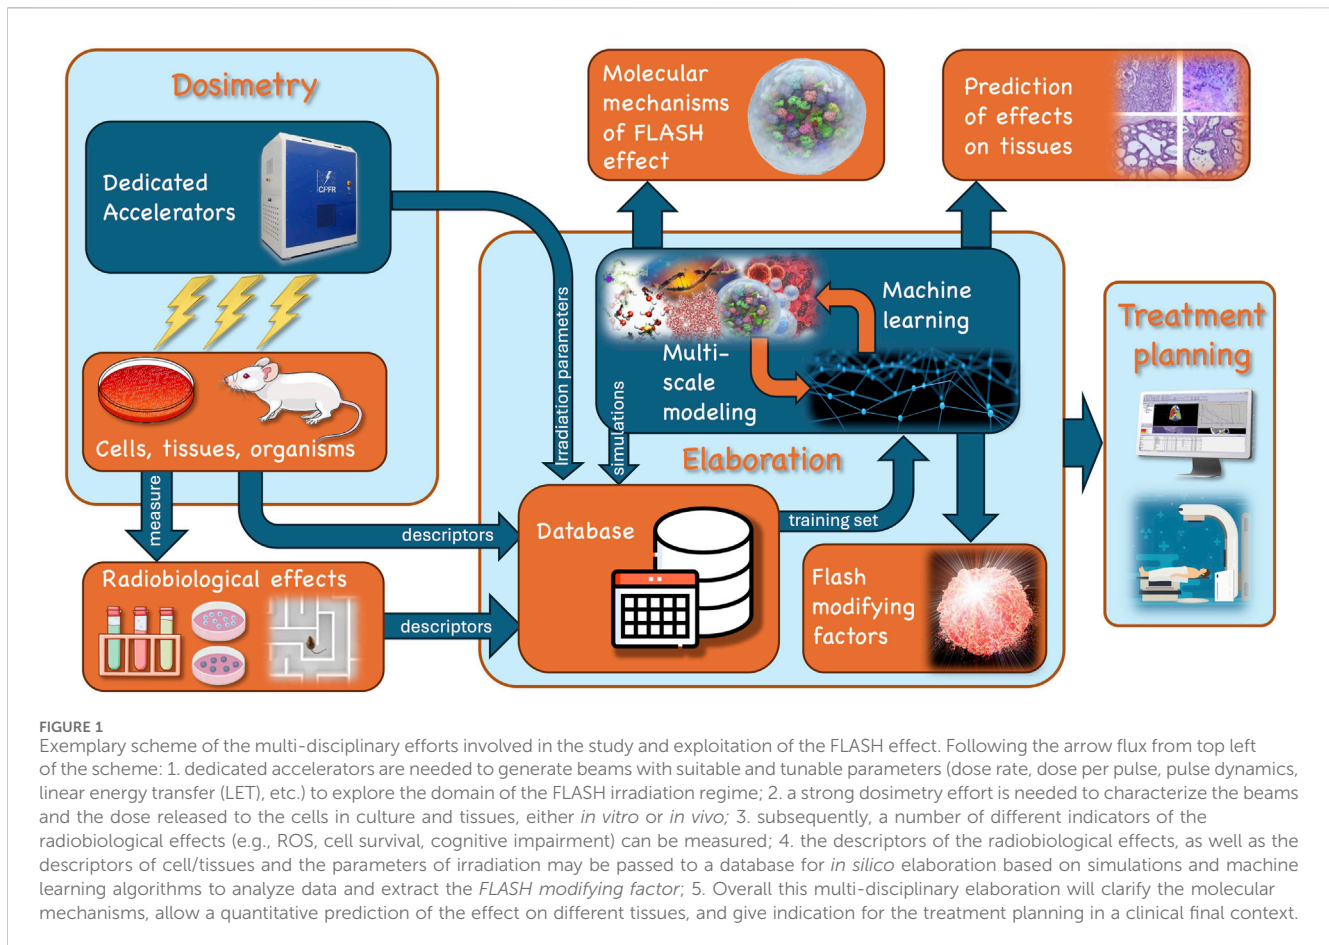 Dosimetry
Dedicated
Accelerators
CPFR
Cells, tissues, organisms
measure
Radiobiological effects
descriptors
descriptors
Irradiation parameters
simulations
Molecular
mechanisms
of FLASH
effect
Prediction
of effects
on tissues
Machine
learning
Multi-
scale
modeling
Elaboration
Database
training set
Flash
modifying
factors
Treatment
planning
FIGURE 1
Exemplary scheme of the multi-disciplinary efforts involved in the study and exploitation of the FLASH effect. Following the arrow flux from top left
of the scheme: 1. dedicated accelerators are needed to generate beams with suitable and tunable parameters (dose rate, dose per pulse, pulse dynamics,
linear energy transfer (LET), etc.) to explore the domain of the FLASH irradiation regime; 2. a strong dosimetry effort is needed to characterize the beams
and the dose released to the cells in culture and tissues, either in vitro or in vivo; 3. subsequently, a number of different indicators of the
radiobiological effects (e.g., ROS, cell survival, cognitive impairment) can be measured; 4. the descriptors of the radiobiological effects, as well as the
descriptors of cell/tissues and the parameters of irradiation may be passed to a database for in silico elaboration based on simulations and machine
learning algorithms to analyze data and extract the FLASH modifying factor; 5. Overall this multi-disciplinary elaboration will clarify the molecular
mechanisms, allow a quantitative prediction of the effect on different tissues, and give indication for the treatment planning in a clinical final context.